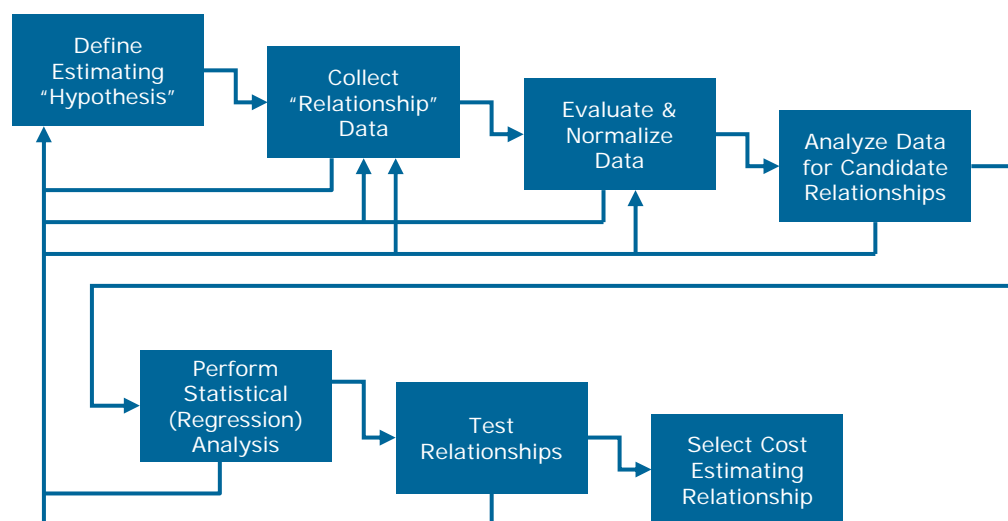 Define
Estimating
“Hypothesis”
Collect
“Relationship”
Data
Evaluate &
Normalize
Data
Analyze Data
for Candidate
Relationships
Perform
Statistical
(Regression)
Analysis
Test
Relationships
Select Cost
Estimating
Relationship